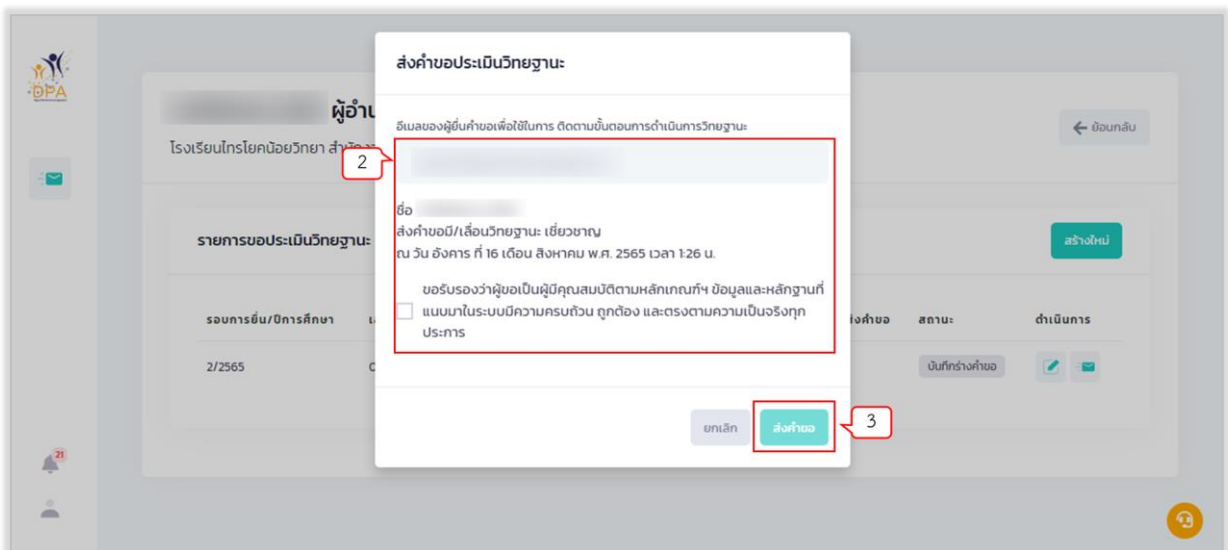 ส่งคำขอประเมินวิทยฐานะ
DPA
ผู้อำน
อีเมลของผู้ยื่นคำขอเพื่อใช้ในการ ติดตามขั้นตอนการดำเนินการวิทยฐานะ
ย้อนกลับ
โรงเรียนไทรโยคน้อยวิทยา
2
ชื่อ
ส่งคำขอมี/เลื่อนวิทยฐานะ เชี่ยวชาญ
ณ วัน อังคาร ที่ 16 เดือน สิงหาคม พ.ศ. 2565 เวลา 1:26 น.
รายการขอประเมินวิทยฐานะ
สร้างใหม่
ขอรับรองว่าผู้ขอเป็นผู้มีคุณสมบัติตามหลักเกณฑ์ฯ ข้อมูลและหลักฐานที่
แนบมาในระบบมีความครบถ้วน ถูกต้อง และตรงตามความเป็นจริงทุก
ประการ
รอบการยื่น/ปีการศึกษา
สถานะ
ดำเนินการ
2/2565
บันทึกร่างคำขอ
ยกเลิก
ส่งคำขอ
3
21